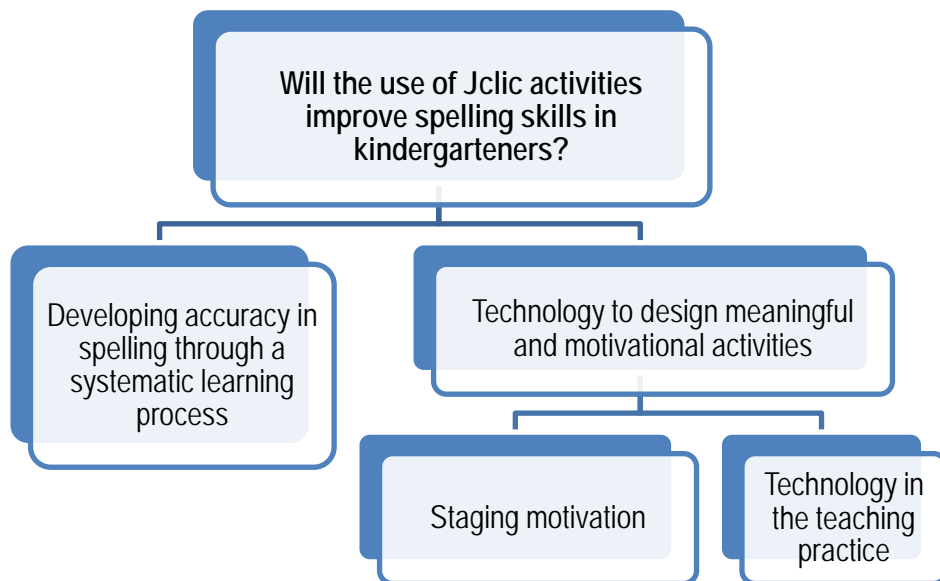 Will the use of Jclic activities
improve spelling skills in
kindergarteners?
Developing accuracy in
spelling through a
systematic learning
process
Technology to design meaningful
and motivational activities
Staging motivation
Technology in
the teaching
practice